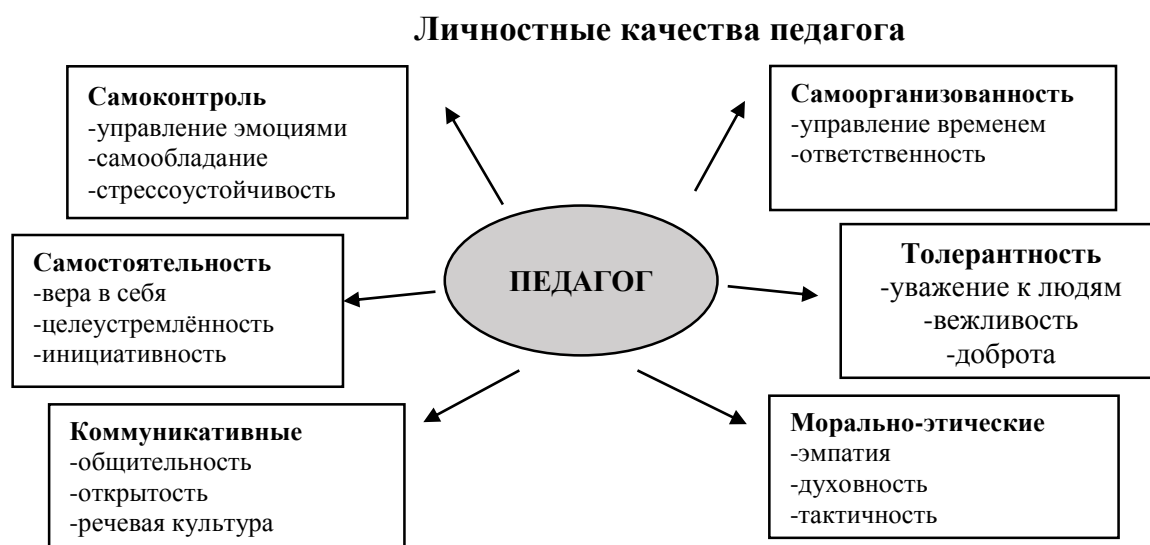 Личностные качества педагога
Самоконтроль
-управление эмоциями
-самообладание
-стрессоустойчивость
Самоорганизованность
-управление временем
-ответственность
Самостоятельность
-вера в себя
-целеустремлённость
-инициативность
ПЕДАГОГ
Толерантность
-уважение к людям
-вежливость
-доброта
Коммуникативные
-общительность
-открытость
-речевая культура
Морально-этические
-эмпатия
-духовность
-тактичность